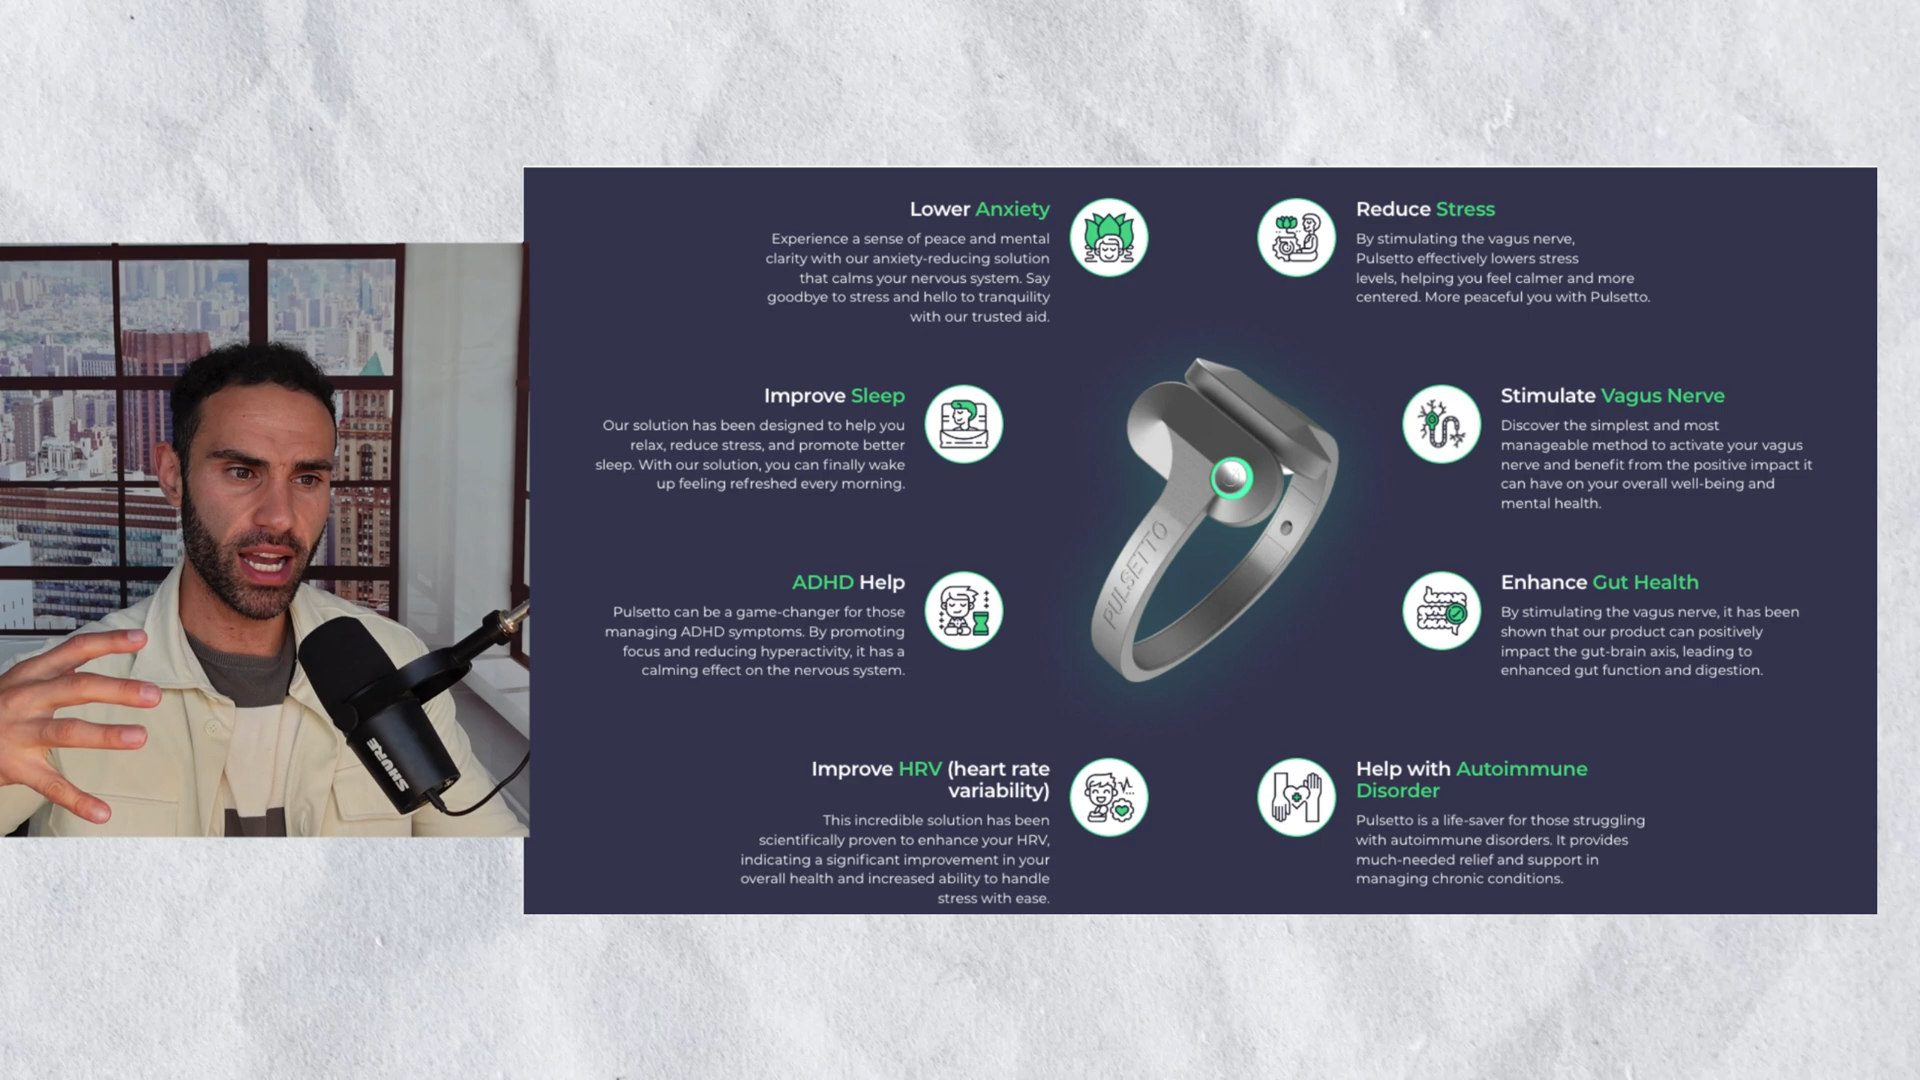 Lower Anxiety
Experience a sense of peace and mental
clarity with our anxiety-reducing solution
that calms your nervous system. Say
goodbye to stress and hello to tranquility
with our trusted aid.
Reduce Stress
By stimulating the vagus nerve,
Pulsetto effectively lowers stress
levels, helping you feel calmer and more
centered. More peaceful you with Pulsetto.
Improve Sleep
Our solution has been designed to help you
relax, reduce stress, and promote better
sleep. With our solution, you can finally wake
up feeling refreshed every morning.
Stimulate Vagus Nerve
Discover the simplest and most
manageable method to activate your vagus
nerve and benefit from the positive impact it
can have on your overall well-being and
mental health.
ADHD Help
Pulsetto can be a game-changer for those
managing ADHD symptoms. By promoting
focus and reducing hyperactivity, it has a
calming effect on the nervous system.
PULSETTO
Enhance Gut Health
By stimulating the vagus nerve, it has been
shown that our product can positively
impact the gut-brain axis, leading to
enhanced gut function and digestion.
Improve HRV (heart rate
variability)
This incredible solution has been
scientifically proven to enhance your HRV,
indicating a significant improvement in your
overall health and increased ability to handle
stress with ease.
Help with Autoimmune
Disorder
Pulsetto is a life-saver for those struggling
with autoimmune disorders. It provides
much-needed relief and support in
managing chronic conditions.
SHURE